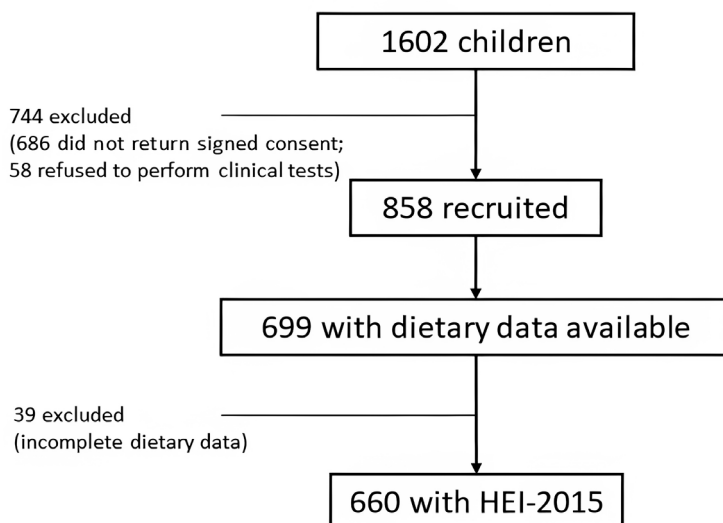 1602 children
744 excluded
(686 did not return signed consent;
58 refused to perform clinical tests)
858 recruited
699 with dietary data available
39 excluded
(incomplete dietary data)
660 with HEI-2015